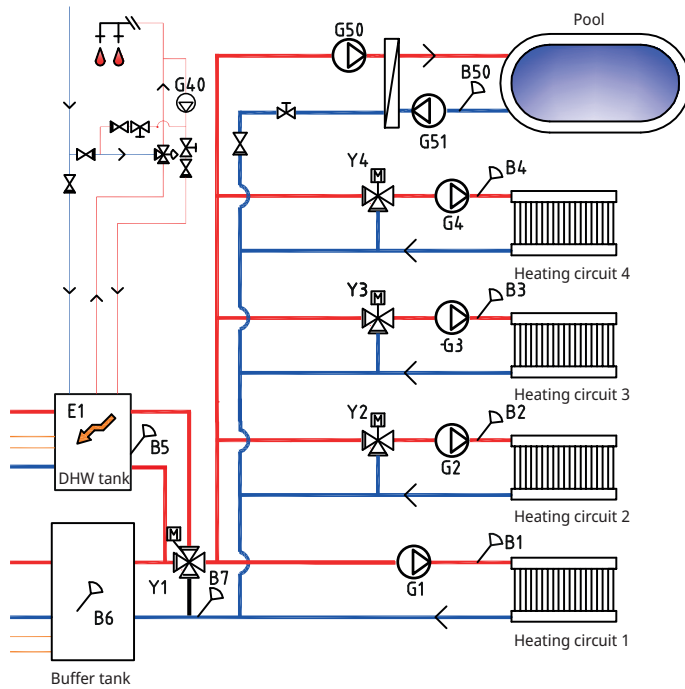 Pool
G50
B50
G40
G51
Y4
M
B4
G4
Heating circuit 4
Y3
M
B3
-G3
Heating circuit 3
Y2
M
B2
G2
Heating circuit 2
E1
B5
DHW tank
M
Y1
B7
B1
G1
B6
Heating circuit 1
Buffer tank